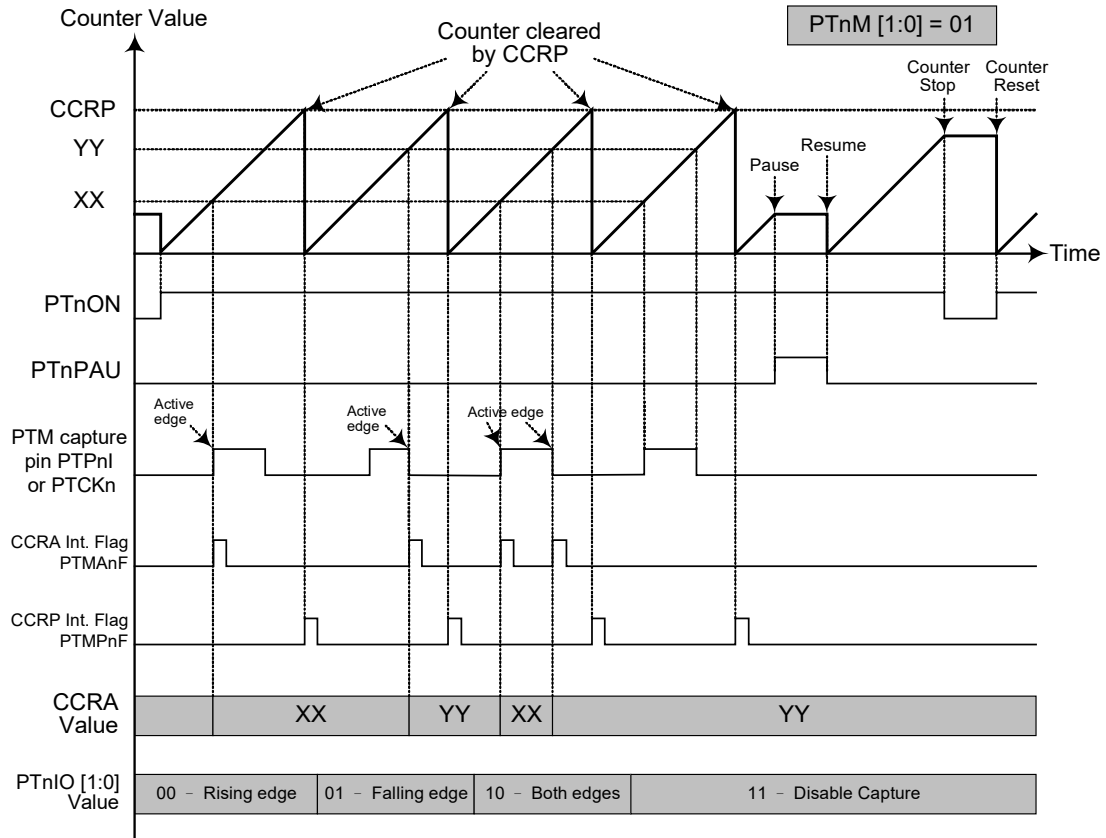 Counter Value
PTnM [1:0] = 01
Counter cleared
by CCRP
Counter
Stop
Counter
Reset
CCRP
YY
XX
Pause
Resume
Time
PTnON
PTnPAU
Active
edge
Active
edge
Active edge
PTM capture
pin PTPnI
or PTCKn
CCRA Int. Flag
PTMAnF
CCRP Int. Flag
PTMPnF
CCRA
Value
XX
YY
XX
YY
PTnIO [1:0]
Value
00 – Rising edge
01 – Falling edge
10 – Both edges
11 – Disable Capture